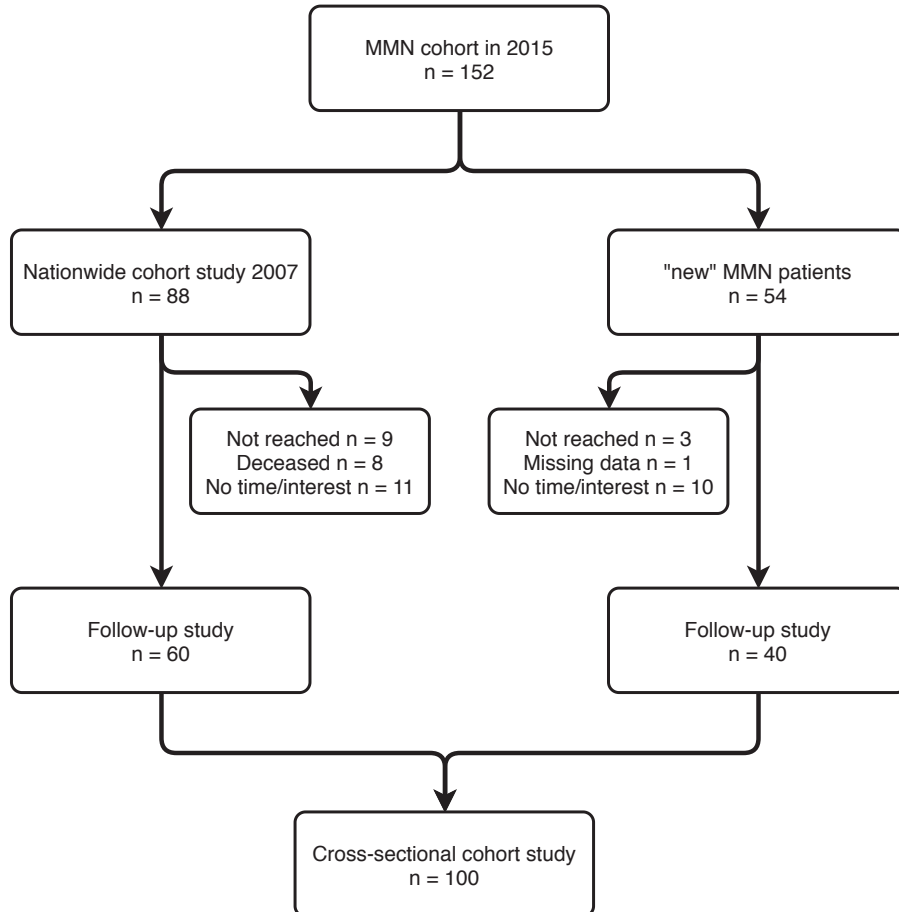 MMN cohort in 2015
n = 152
Nationwide cohort study 2007
n = 88
"new" MMN patients
n = 54
Not reached n = 9
Deceased n = 8
No time/interest n = 11
Not reached n = 3
Missing data n = 1
No time/interest n = 10
Follow-up study
n = 60
Follow-up study
n = 40
Cross-sectional cohort study
n = 100